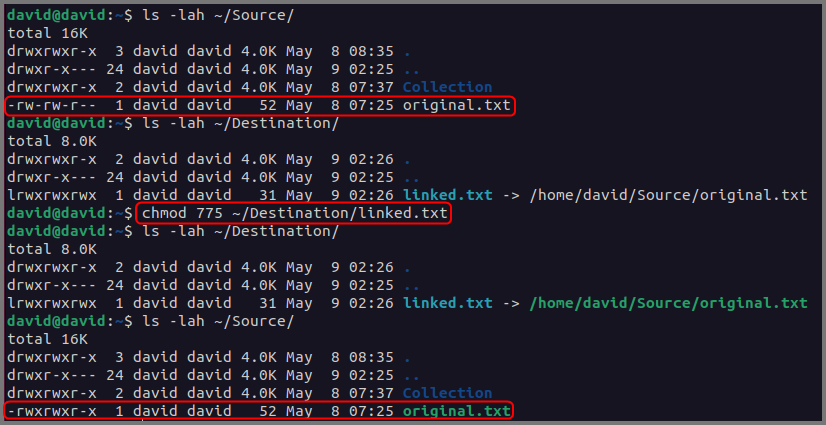 david@david:~$ ls -lah ~/Source/
total 16K
drwxrwxr-x  3 david david 4.0K May  8 08:35 .
drwxr-x--- 24 david david 4.0K May  9 02:25 ..
drwxrwxr-x  2 david david 4.0K May  8 07:37 Collection
-rw-rw-r--  1 david david   52 May  8 07:25 original.txt
david@david:~$ ls -lah ~/Destination/
total 8.0K
drwxrwxr-x  2 david david 4.0K May  9 02:26 .
drwxr-x--- 24 david david 4.0K May  9 02:25 ..
lrwxrwxrwx  1 david david   31 May  9 02:26 linked.txt -> /home/david/Source/original.txt
david@david:~$ chmod 775 ~/Destination/linked.txt
david@david:~$ ls -lah ~/Destination/
total 8.0K
drwxrwxr-x  2 david david 4.0K May  9 02:26 .
drwxr-x--- 24 david david 4.0K May  9 02:25 ..
lrwxrwxrwx  1 david david   31 May  9 02:26 linked.txt -> /home/david/Source/original.txt
david@david:~$ ls -lah ~/Source/
total 16K
drwxrwxr-x  3 david david 4.0K May  8 08:35 .
drwxr-x--- 24 david david 4.0K May  9 02:25 ..
drwxrwxr-x  2 david david 4.0K May  8 07:37 Collection
-rwxrwxr-x  1 david david   52 May  8 07:25 original.txt